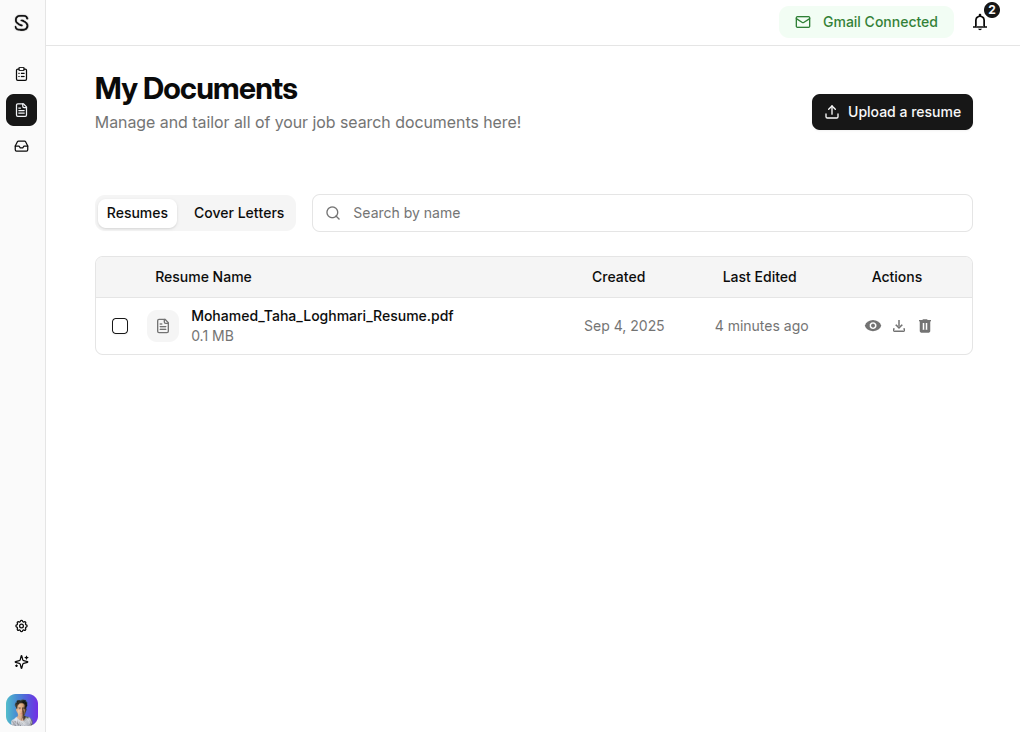 S
Gmail Connected
2
My Documents
Manage and tailor all of your job search documents here!
Upload a resume
Resumes
Cover Letters
Search by name
Resume Name
Created
Last Edited
Actions
Mohamed_Taha_Loghmari_Resume.pdf
0.1 MB
Sep 4, 2025
4 minutes ago